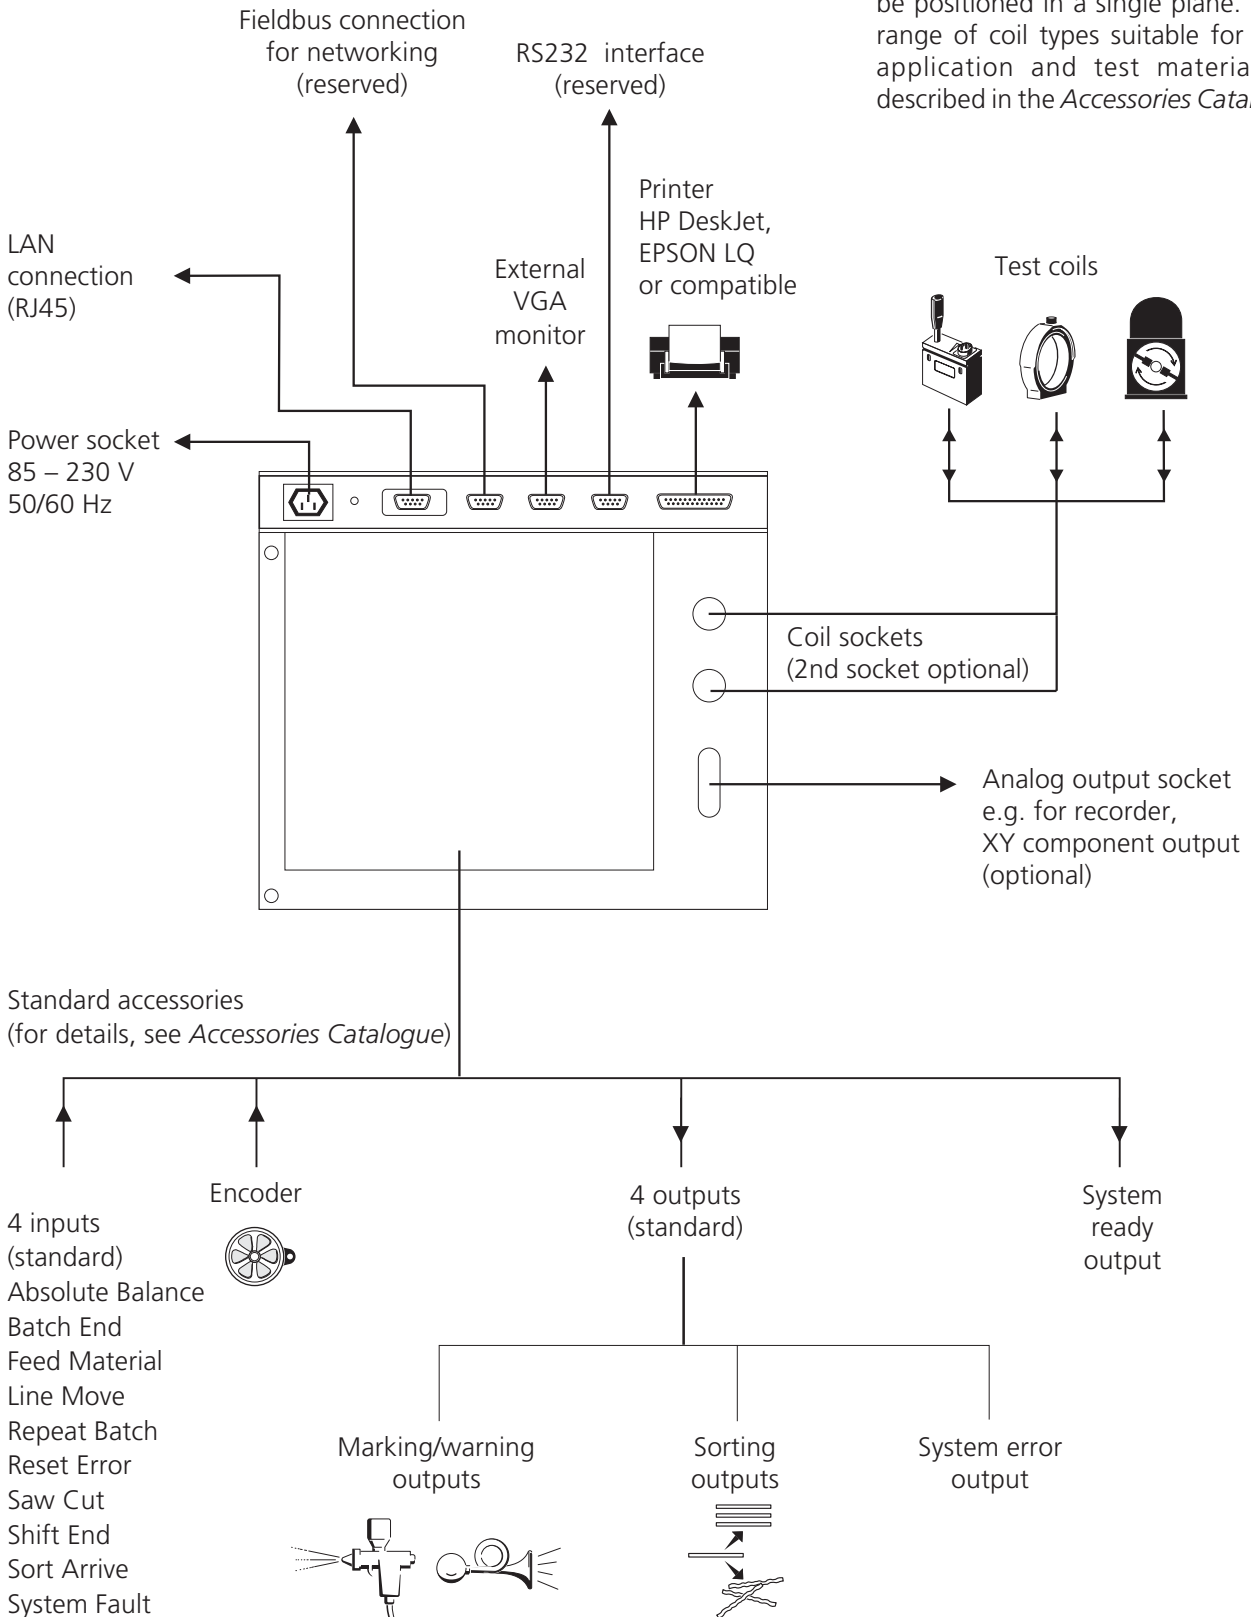 be positioned in a single plane.
range of coil types suitable for
application and test materia
described in the Accessories Cata
Fieldbus connection
for networking
(reserved)
RS232 interface
(reserved)
Printer
HP DeskJet,
EPSON LQ
or compatible
LAN
connection
(RJ45)
External
VGA
monitor
Test coils
Power socket
85 – 230 V
50/60 Hz
Coil sockets
(2nd socket optional)
Analog output socket
e.g. for recorder,
XY component output
(optional)
Standard accessories
(for details, see Accessories Catalogue)
4 inputs
(standard)
Absolute Balance
Batch End
Feed Material
Line Move
Repeat Batch
Reset Error
Saw Cut
Shift End
Sort Arrive
System Fault
Encoder
4 outputs
(standard)
System
ready
output
Marking/warning
outputs
Sorting
outputs
System error
output